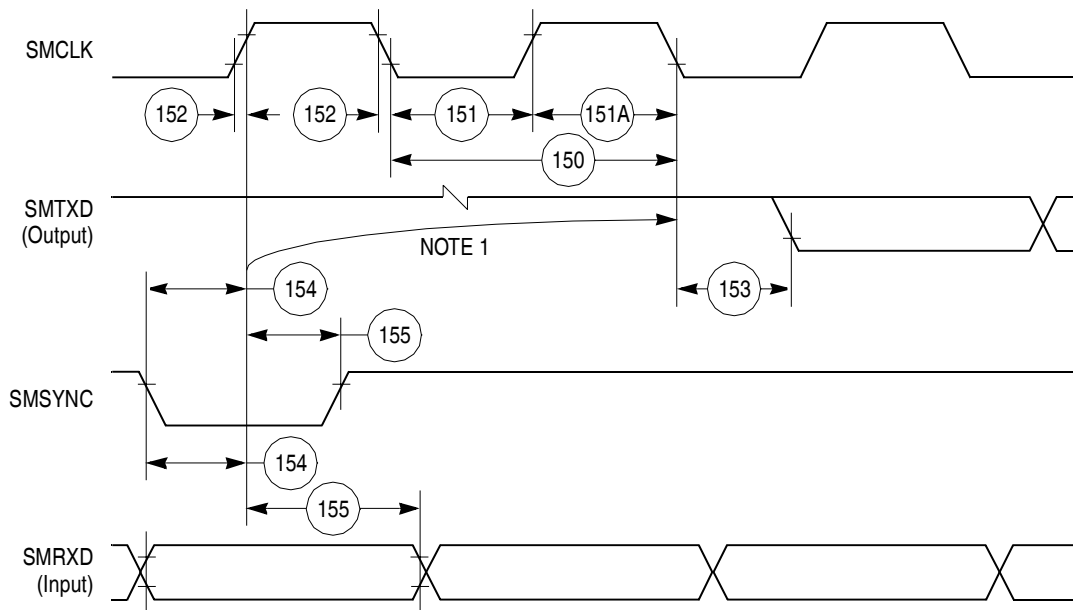 SMCLK
152
152
151
151A
150
SMTXD
(Output)
NOTE 1
154
153
155
SMSYNC
154
155
SMRXD
(Input)